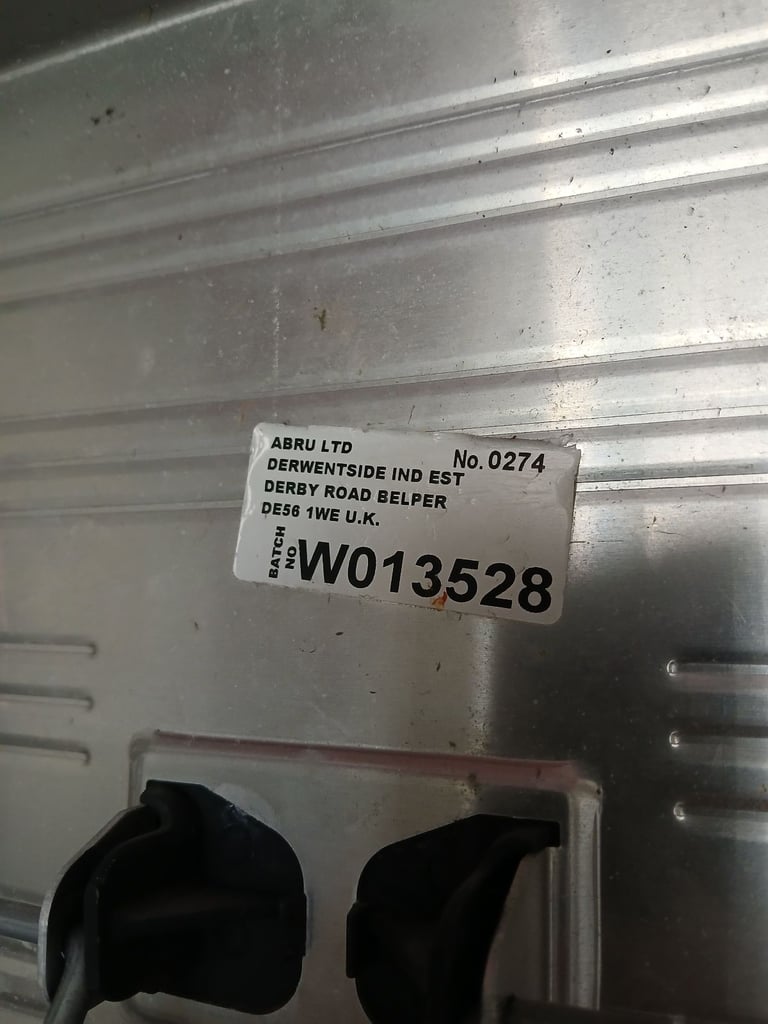 ABRU LTD
No. 0274
DERWENTSIDE IND EST
DERBY ROAD BELPER
DE56 1WE U.K.
BATCH NO W013528